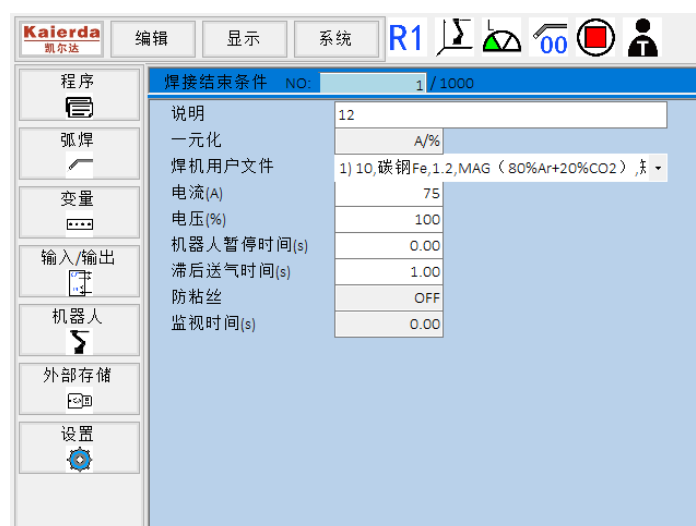 Kaierda 凯尔达 编辑 显示 系统 R1 00 T
程序
弧焊
变量
输入/输出
机器人
外部存储
设置
焊接结束条件 NO: 1 / 1000
说明 12
一元化 A/%
焊机用户文件 1) 10,碳钢Fe,1.2,MAG（80%Ar+20%CO2）,
电流(A) 75
电压(%) 100
机器人暂停时间(s) 0.00
滞后送气时间(s) 1.00
防粘丝 OFF
监视时间(s) 0.00